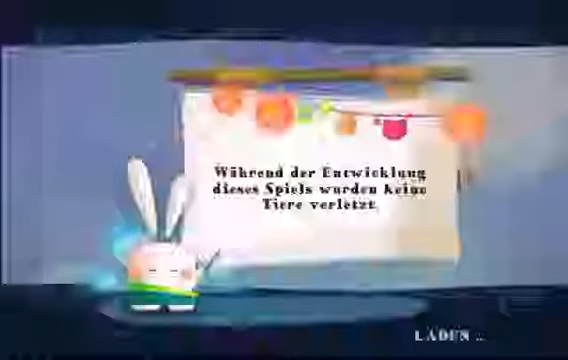 Während der Entwicklung
dieses Spiels wurden keine
Tiere verletzt.
LADEN ...